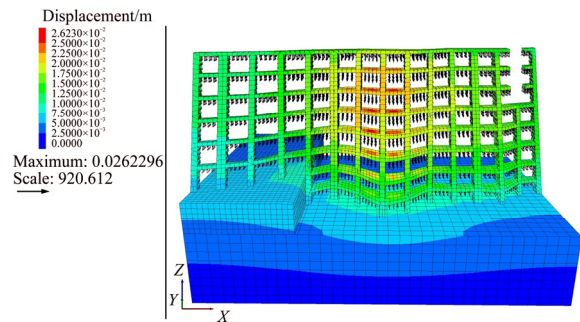 Displacement/m
2.6230×10⁻²
2.5000×10⁻²
2.2500×10⁻²
2.0000×10⁻²
1.7500×10⁻²
1.5000×10⁻²
1.2500×10⁻²
1.0000×10⁻²
7.5000×10⁻³
5.0000×10⁻³
2.5000×10⁻³
0.0000
Maximum: 0.0262296
Scale: 920.612
Z
Y
X